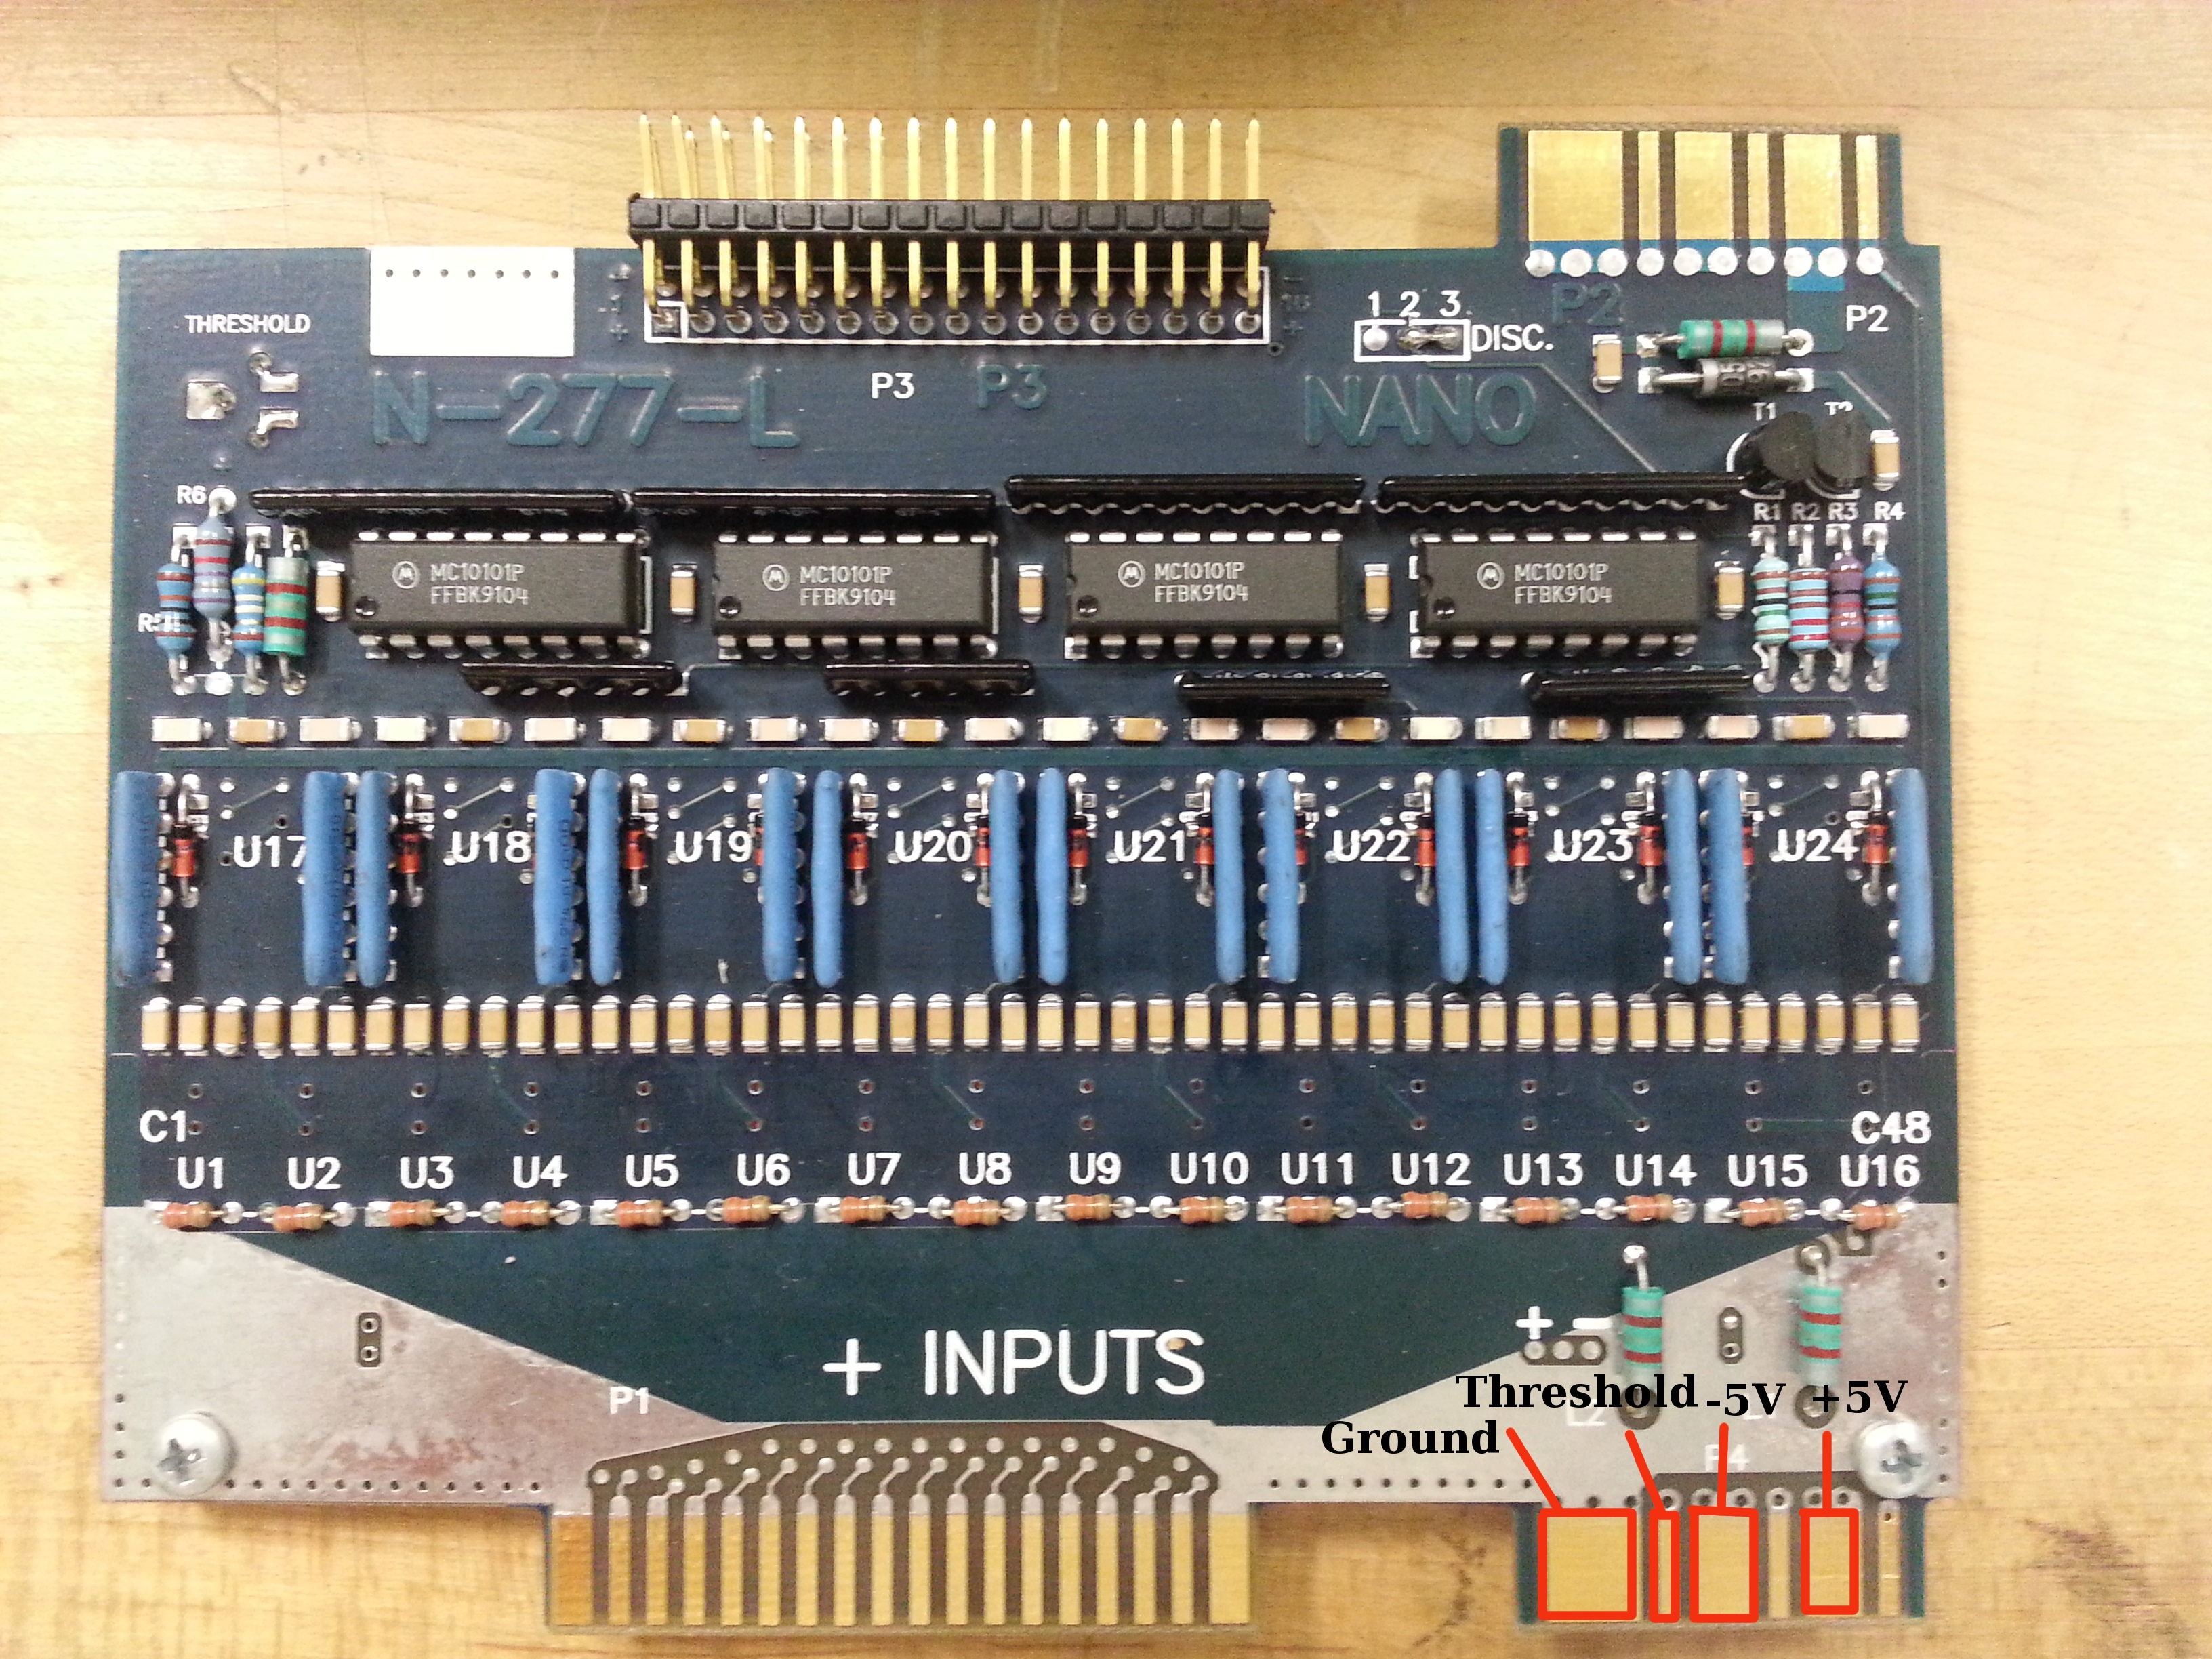 THRESHOLD
1 2 3
DISC.
P2
P2
N-277-L
P3
P3
NANO
T1
T2
R6
R1 R2 R3 R4
MC10101P
FFBK9104
MC10101P
FFBK9104
MC10101P
FFBK9104
MC10101P
FFBK9104
U17 U18 U19 U20 U21 U22 U23 U24
C1
C48
U1 U2 U3 U4 U5 U6 U7 U8 U9 U10 U11 U12 U13 U14 U15 U16
+ INPUTS
+ -
P1
Threshold -5V +5V
Ground
L2
P4